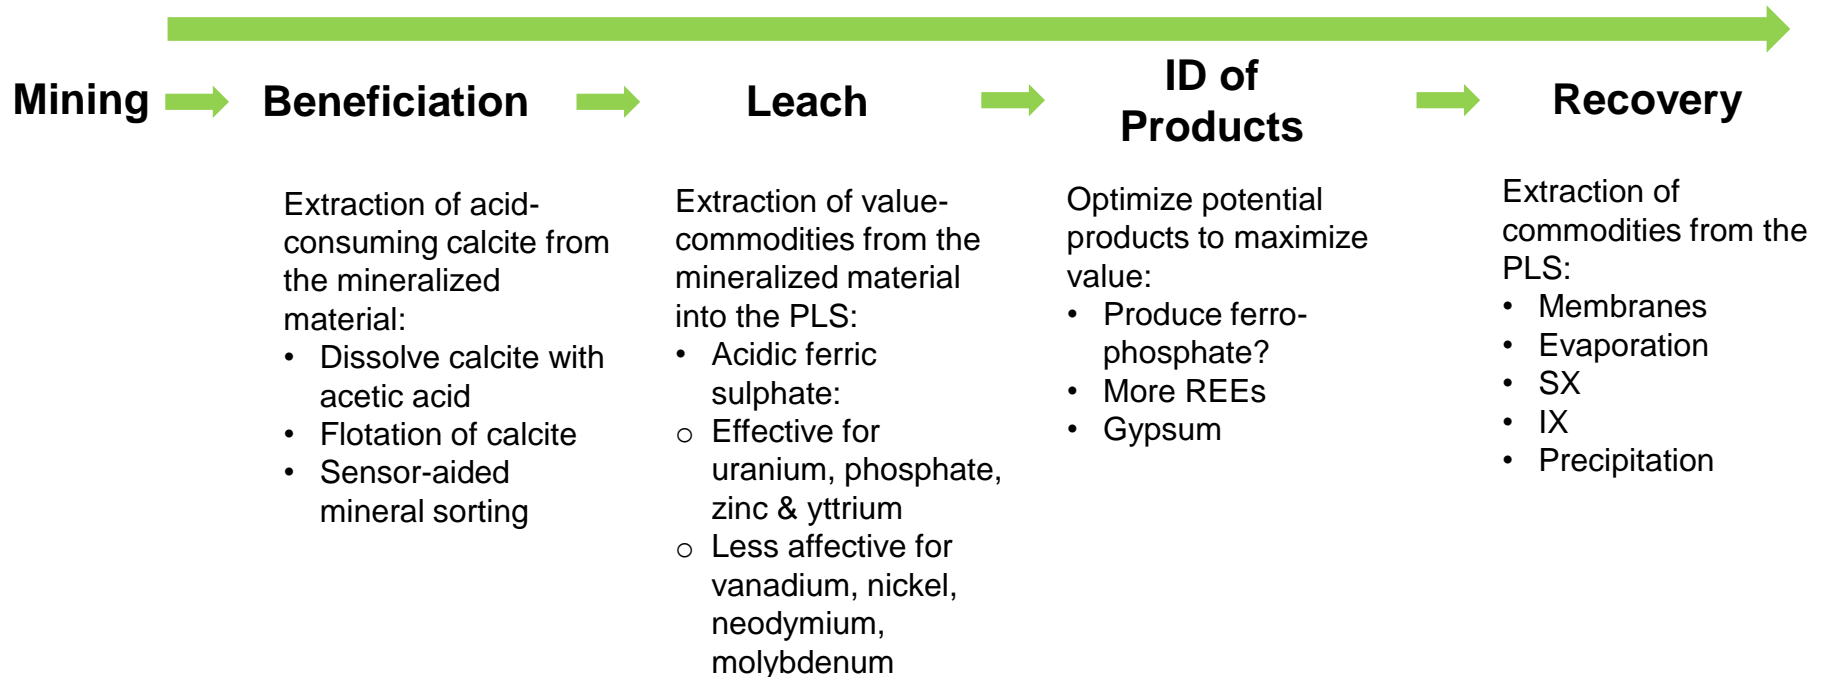 Mining
Beneficiation
Leach
ID of
Products
Recovery
Extraction of acid-
consuming calcite from
the mineralized
material:
• Dissolve calcite with
acetic acid
• Flotation of calcite
• Sensor-aided
mineral sorting
Extraction of value-
commodities from the
mineralized material
into the PLS:
• Acidic ferric
sulphate:
o Effective for
uranium, phosphate,
zinc & yttrium
o Less affective for
vanadium, nickel,
neodymium,
molybdenum
Optimize potential
products to maximize
value:
• Produce ferro-
phosphate?
• More REEs
• Gypsum
Extraction of
commodities from the
PLS:
• Membranes
• Evaporation
• SX
• IX
• Precipitation